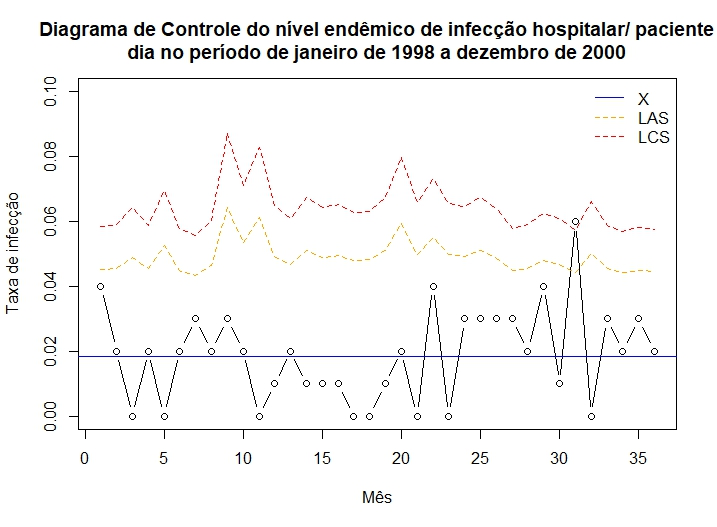 Diagrama de Controle do nível endêmico de infecção hospitalar/ paciente
dia no período de janeiro de 1998 a dezembro de 2000
X
LAS
LCS
Taxa de infecção
0.10
0.08
0.06
0.04
0.02
0.00
0 5 10 15 20 25 30 35
Mês